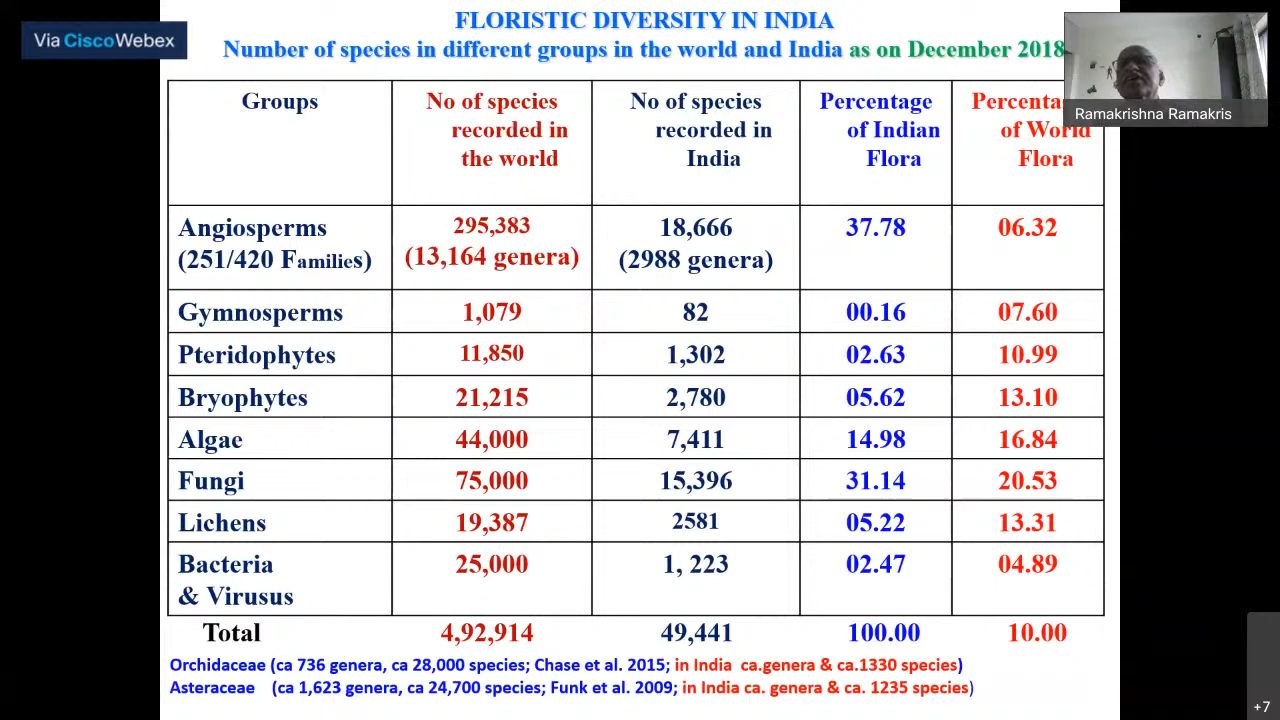 FLORISTIC DIVERSITY IN INDIA
Via CiscoWebex
Number of species in different groups in the world and India as on December 2018
Ramakrishna Ramakris
Groups
No of species recorded in the world
No of species recorded in India
Percentage of Indian Flora
Percenta of World Flora
Angiosperms (251/420 Families) 295,383 (13,164 genera) 18,666 (2988 genera) 37.78 06.32
Gymnosperms 1,079 82 00.16 07.60
Pteridophytes 11,850 1,302 02.63 10.99
Bryophytes 21,215 2,780 05.62 13.10
Algae 44,000 7,411 14.98 16.84
Fungi 75,000 15,396 31.14 20.53
Lichens 19,387 2581 05.22 13.31
Bacteria & Virusus 25,000 1, 223 02.47 04.89
Total 4,92,914 49,441 100.00 10.00
Orchidaceae (ca 736 genera, ca 28,000 species; Chase et al. 2015; in India ca.genera & ca.1330 species)
Asteraceae (ca 1,623 genera, ca 24,700 species; Funk et al. 2009; in India ca. genera & ca. 1235 species)
+7